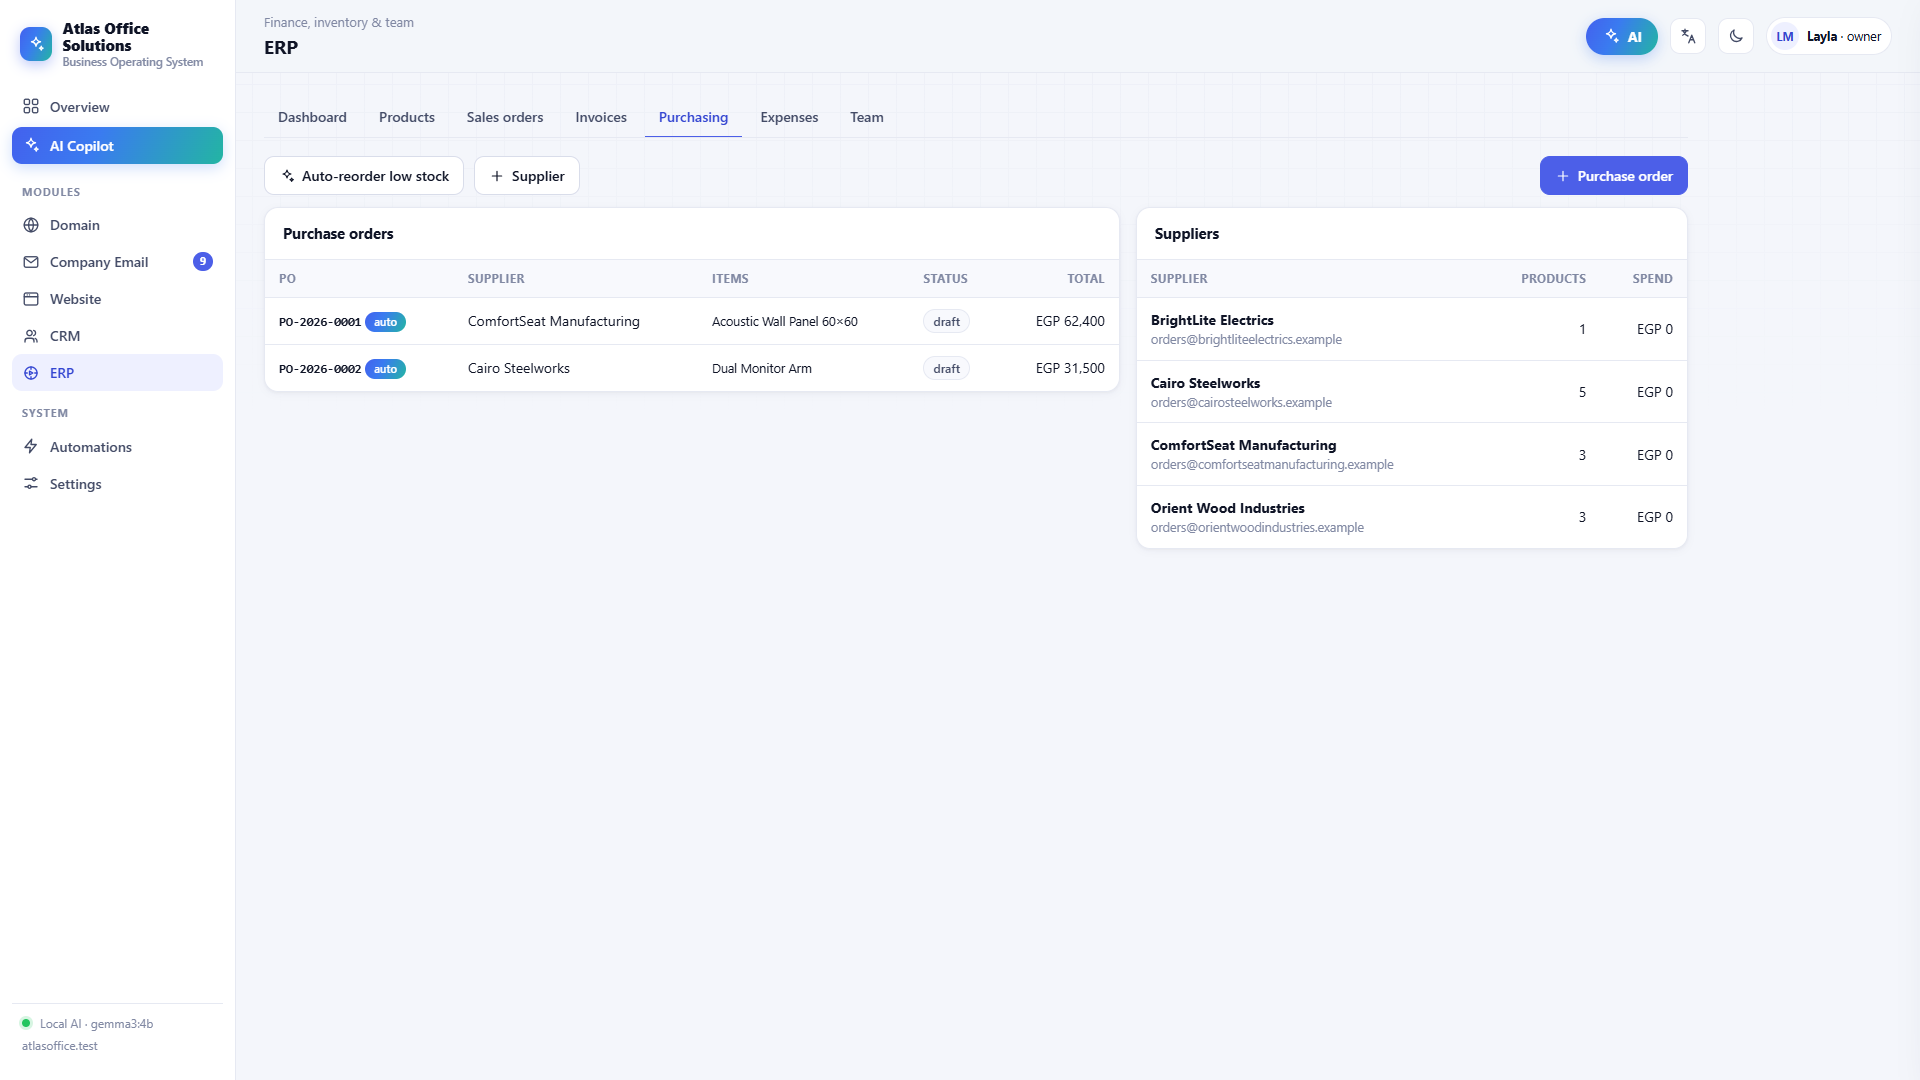 Atlas Office
Solutions
Business Operating System
Overview
AI Copilot
MODULES
Domain
Company Email 9
Website
CRM
ERP
SYSTEM
Automations
Settings
Local AI · gemma3:4b
atlasoffice.test
Finance, inventory & team
ERP
AI
LM Layla · owner
Dashboard Products Sales orders Invoices Purchasing Expenses Team
Auto-reorder low stock + Supplier + Purchase order
Purchase orders
PO SUPPLIER ITEMS STATUS TOTAL
PO-2026-0001 auto ComfortSeat Manufacturing Acoustic Wall Panel 60×60 draft EGP 62,400
PO-2026-0002 auto Cairo Steelworks Dual Monitor Arm draft EGP 31,500
Suppliers
SUPPLIER PRODUCTS SPEND
BrightLite Electrics 1 EGP 0
orders@brightliteelectrics.example
Cairo Steelworks 5 EGP 0
orders@cairosteelworks.example
ComfortSeat Manufacturing 3 EGP 0
orders@comfortseatmanufacturing.example
Orient Wood Industries 3 EGP 0
orders@orientwoodindustries.example